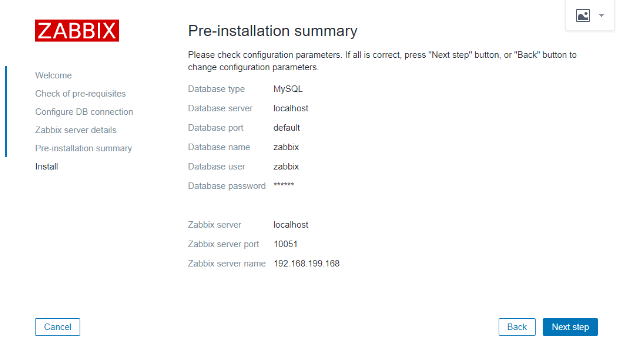 ZABBIX
Welcome
Check of pre-requisites
Configure DB connection
Zabbix server details
Pre-installation summary
Install
Pre-installation summary
Please check configuration parameters. If all is correct, press "Next step" button, or "Back" button to
change configuration parameters.
Database type MySQL
Database server localhost
Database port default
Database name zabbix
Database user zabbix
Database password ******
Zabbix server localhost
Zabbix server port 10051
Zabbix server name 192.168.199.168
Cancel
Back
Next step